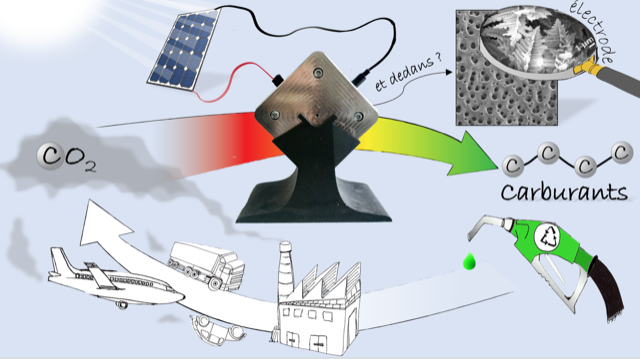 électrode
et dedans ?
CO₂
C C C C
Carburants